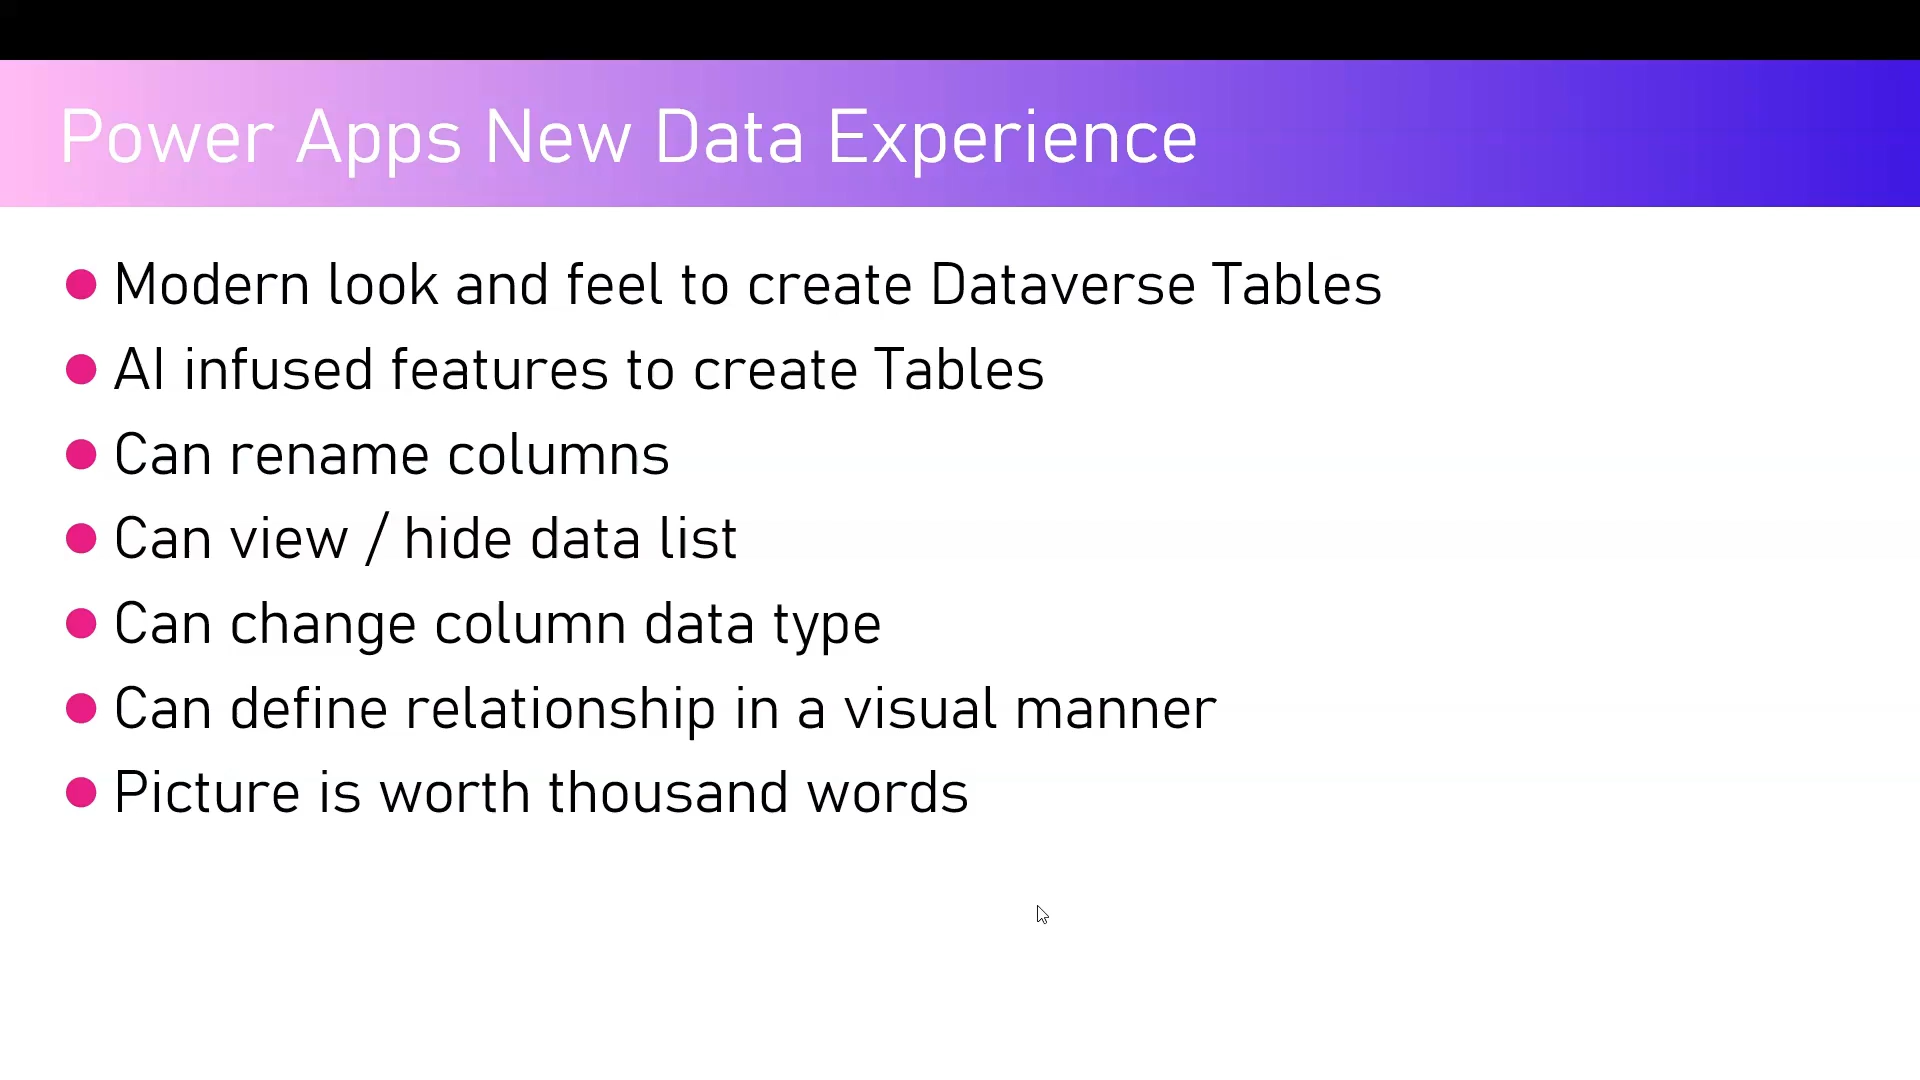 Power Apps New Data Experience
Modern look and feel to create Dataverse Tables
AI infused features to create Tables
Can rename columns
Can view / hide data list
Can change column data type
Can define relationship in a visual manner
Picture is worth thousand words